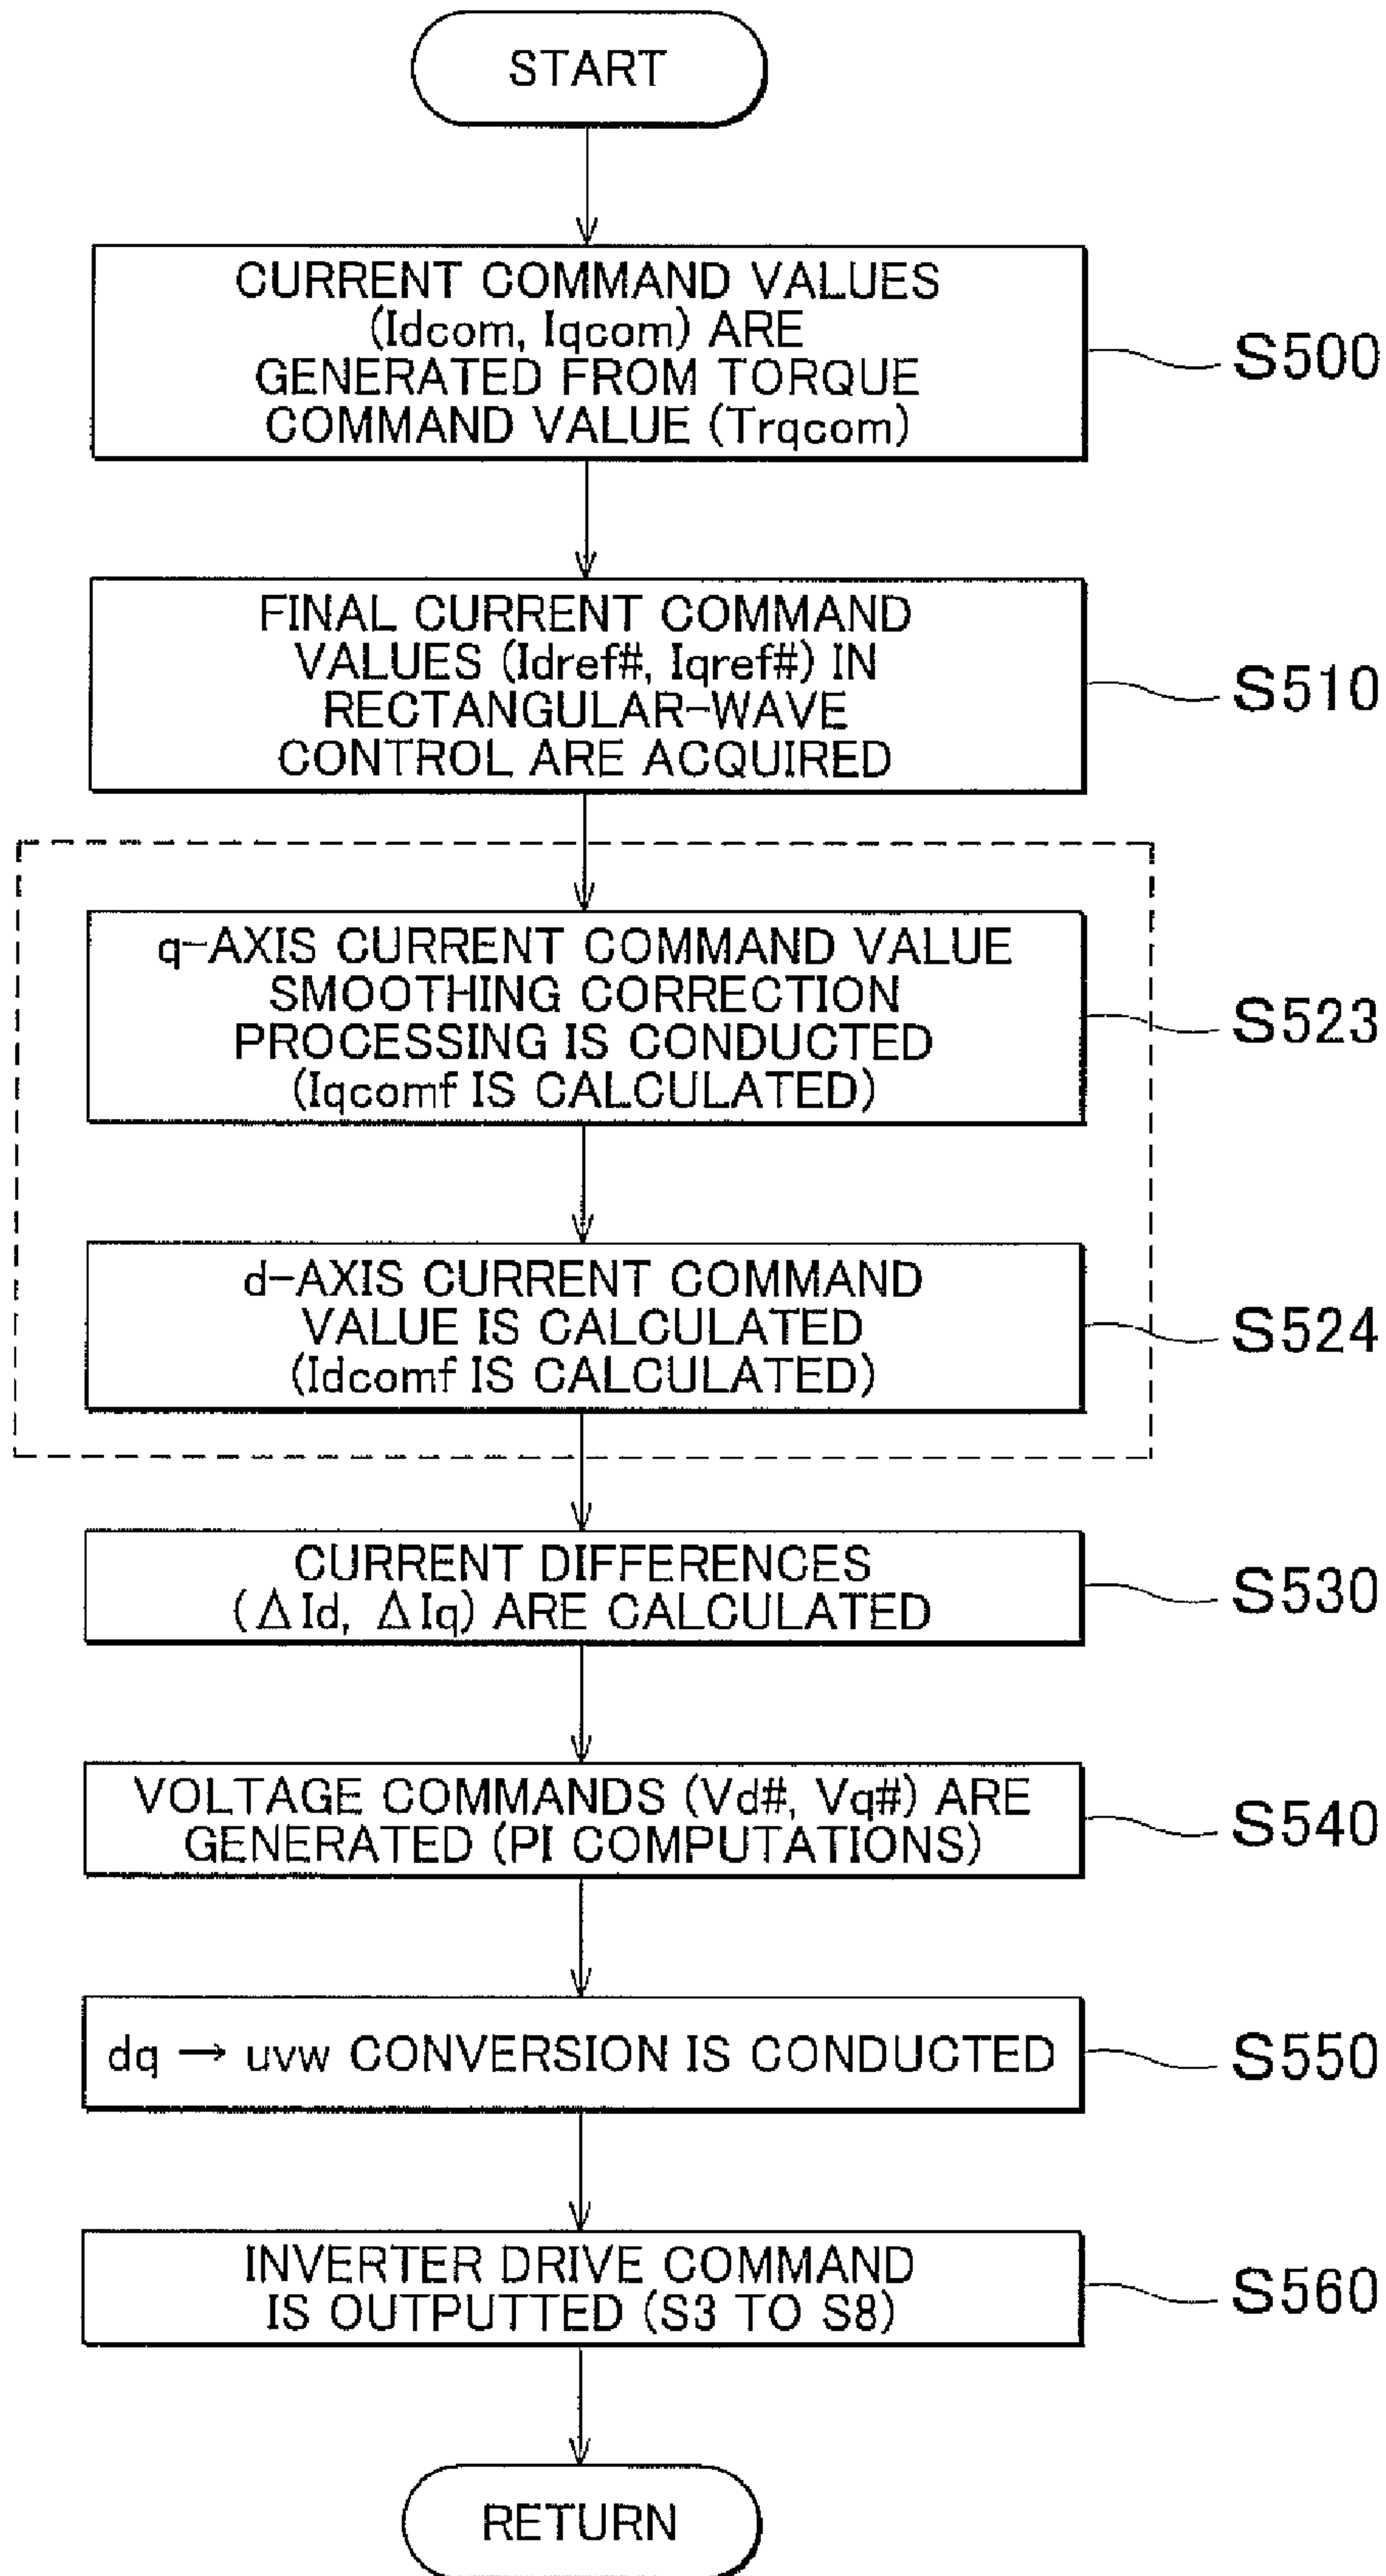 START
CURRENT COMMAND VALUES
(Idcom, Iqcom) ARE
GENERATED FROM TORQUE
COMMAND VALUE (Trqcom)
S500
FINAL CURRENT COMMAND
VALUES (Idref#, Iqref#) IN
RECTANGULAR-WAVE
CONTROL ARE ACQUIRED
S510
q-AXIS CURRENT COMMAND VALUE
SMOOTHING CORRECTION
PROCESSING IS CONDUCTED
(Iqcomf IS CALCULATED)
S523
d-AXIS CURRENT COMMAND
VALUE IS CALCULATED
(Idcomf IS CALCULATED)
S524
CURRENT DIFFERENCES
(ΔId, ΔIq) ARE CALCULATED
S530
VOLTAGE COMMANDS (Vd#, Vq#) ARE
GENERATED (PI COMPUTATIONS)
S540
dq → uvw CONVERSION IS CONDUCTED
S550
INVERTER DRIVE COMMAND
IS OUTPUTTED (S3 TO S8)
S560
RETURN